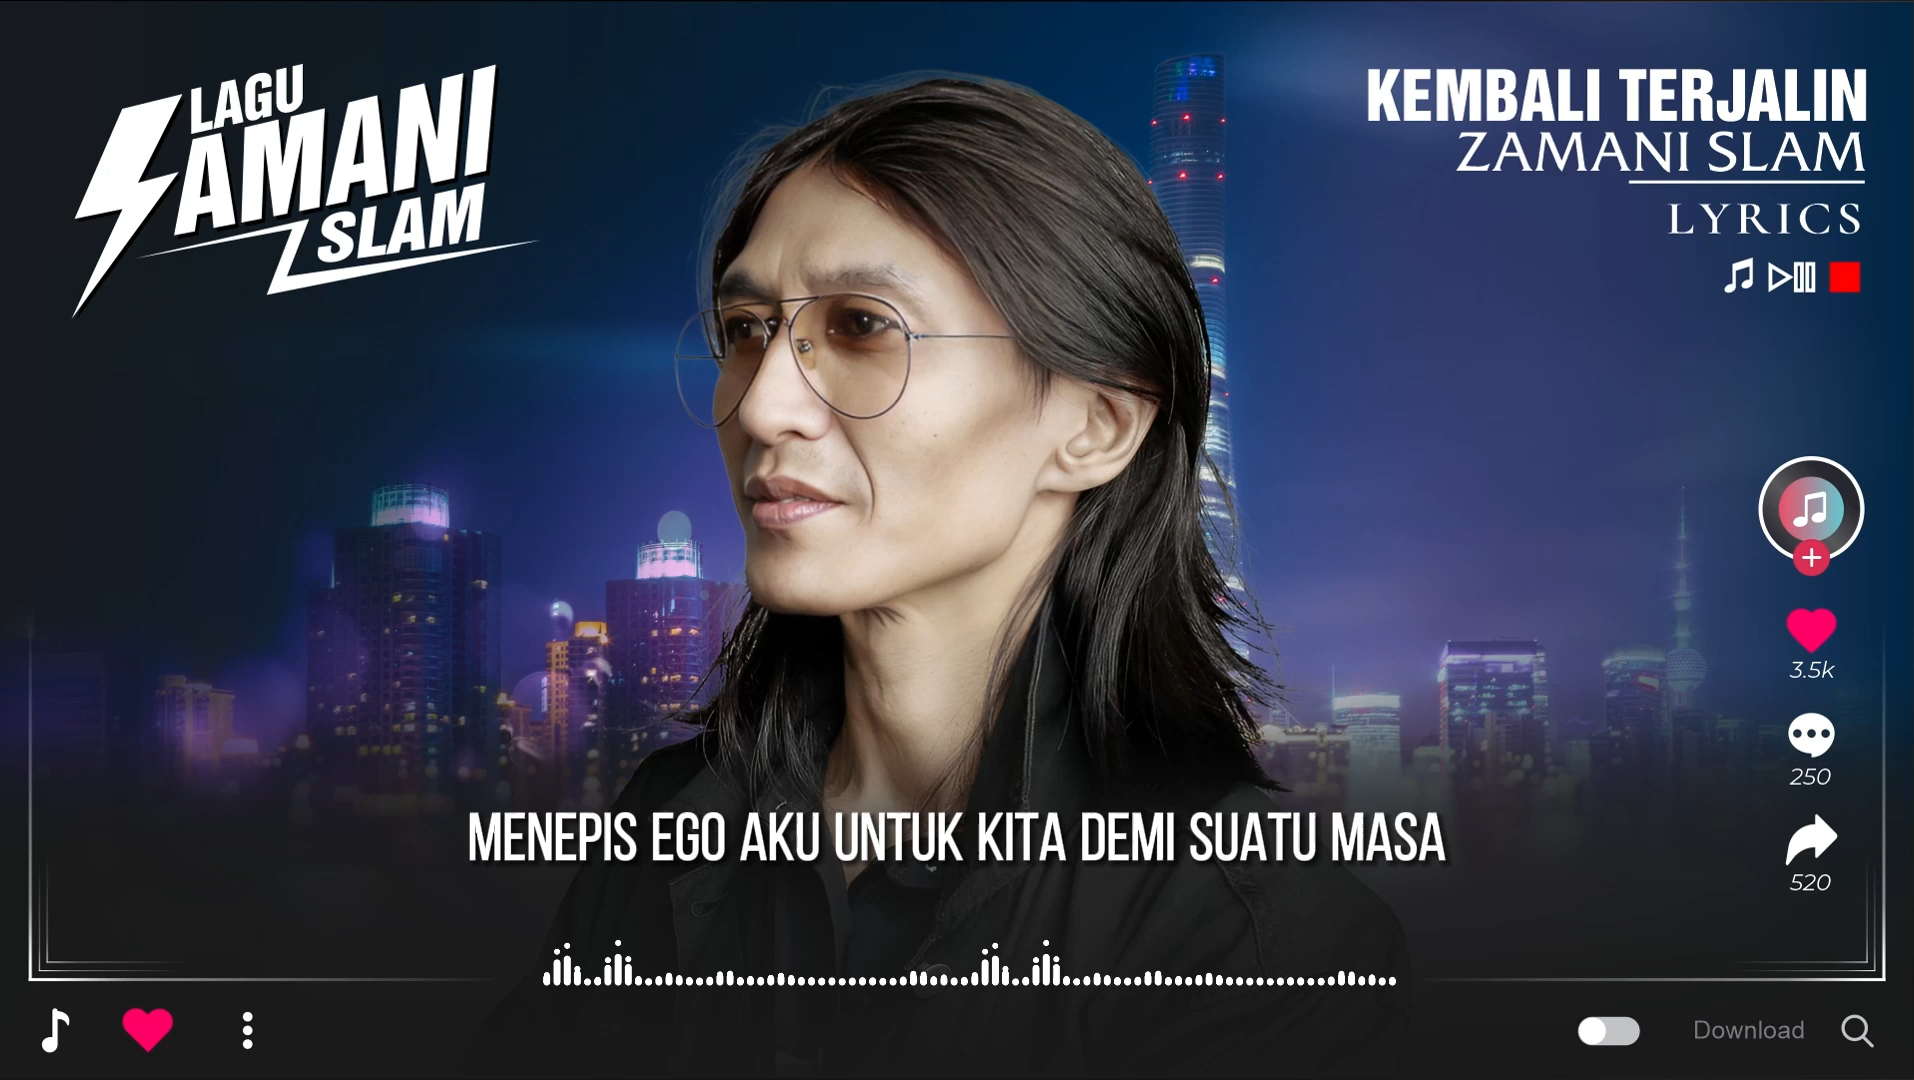 LAGU
ZAMANI
SLAM
KEMBALI TERJALIN
ZAMANI SLAM
LYRICS
3.5k
250
520
MENEPIS EGO AKU UNTUK KITA DEMI SUATU MASA
Download